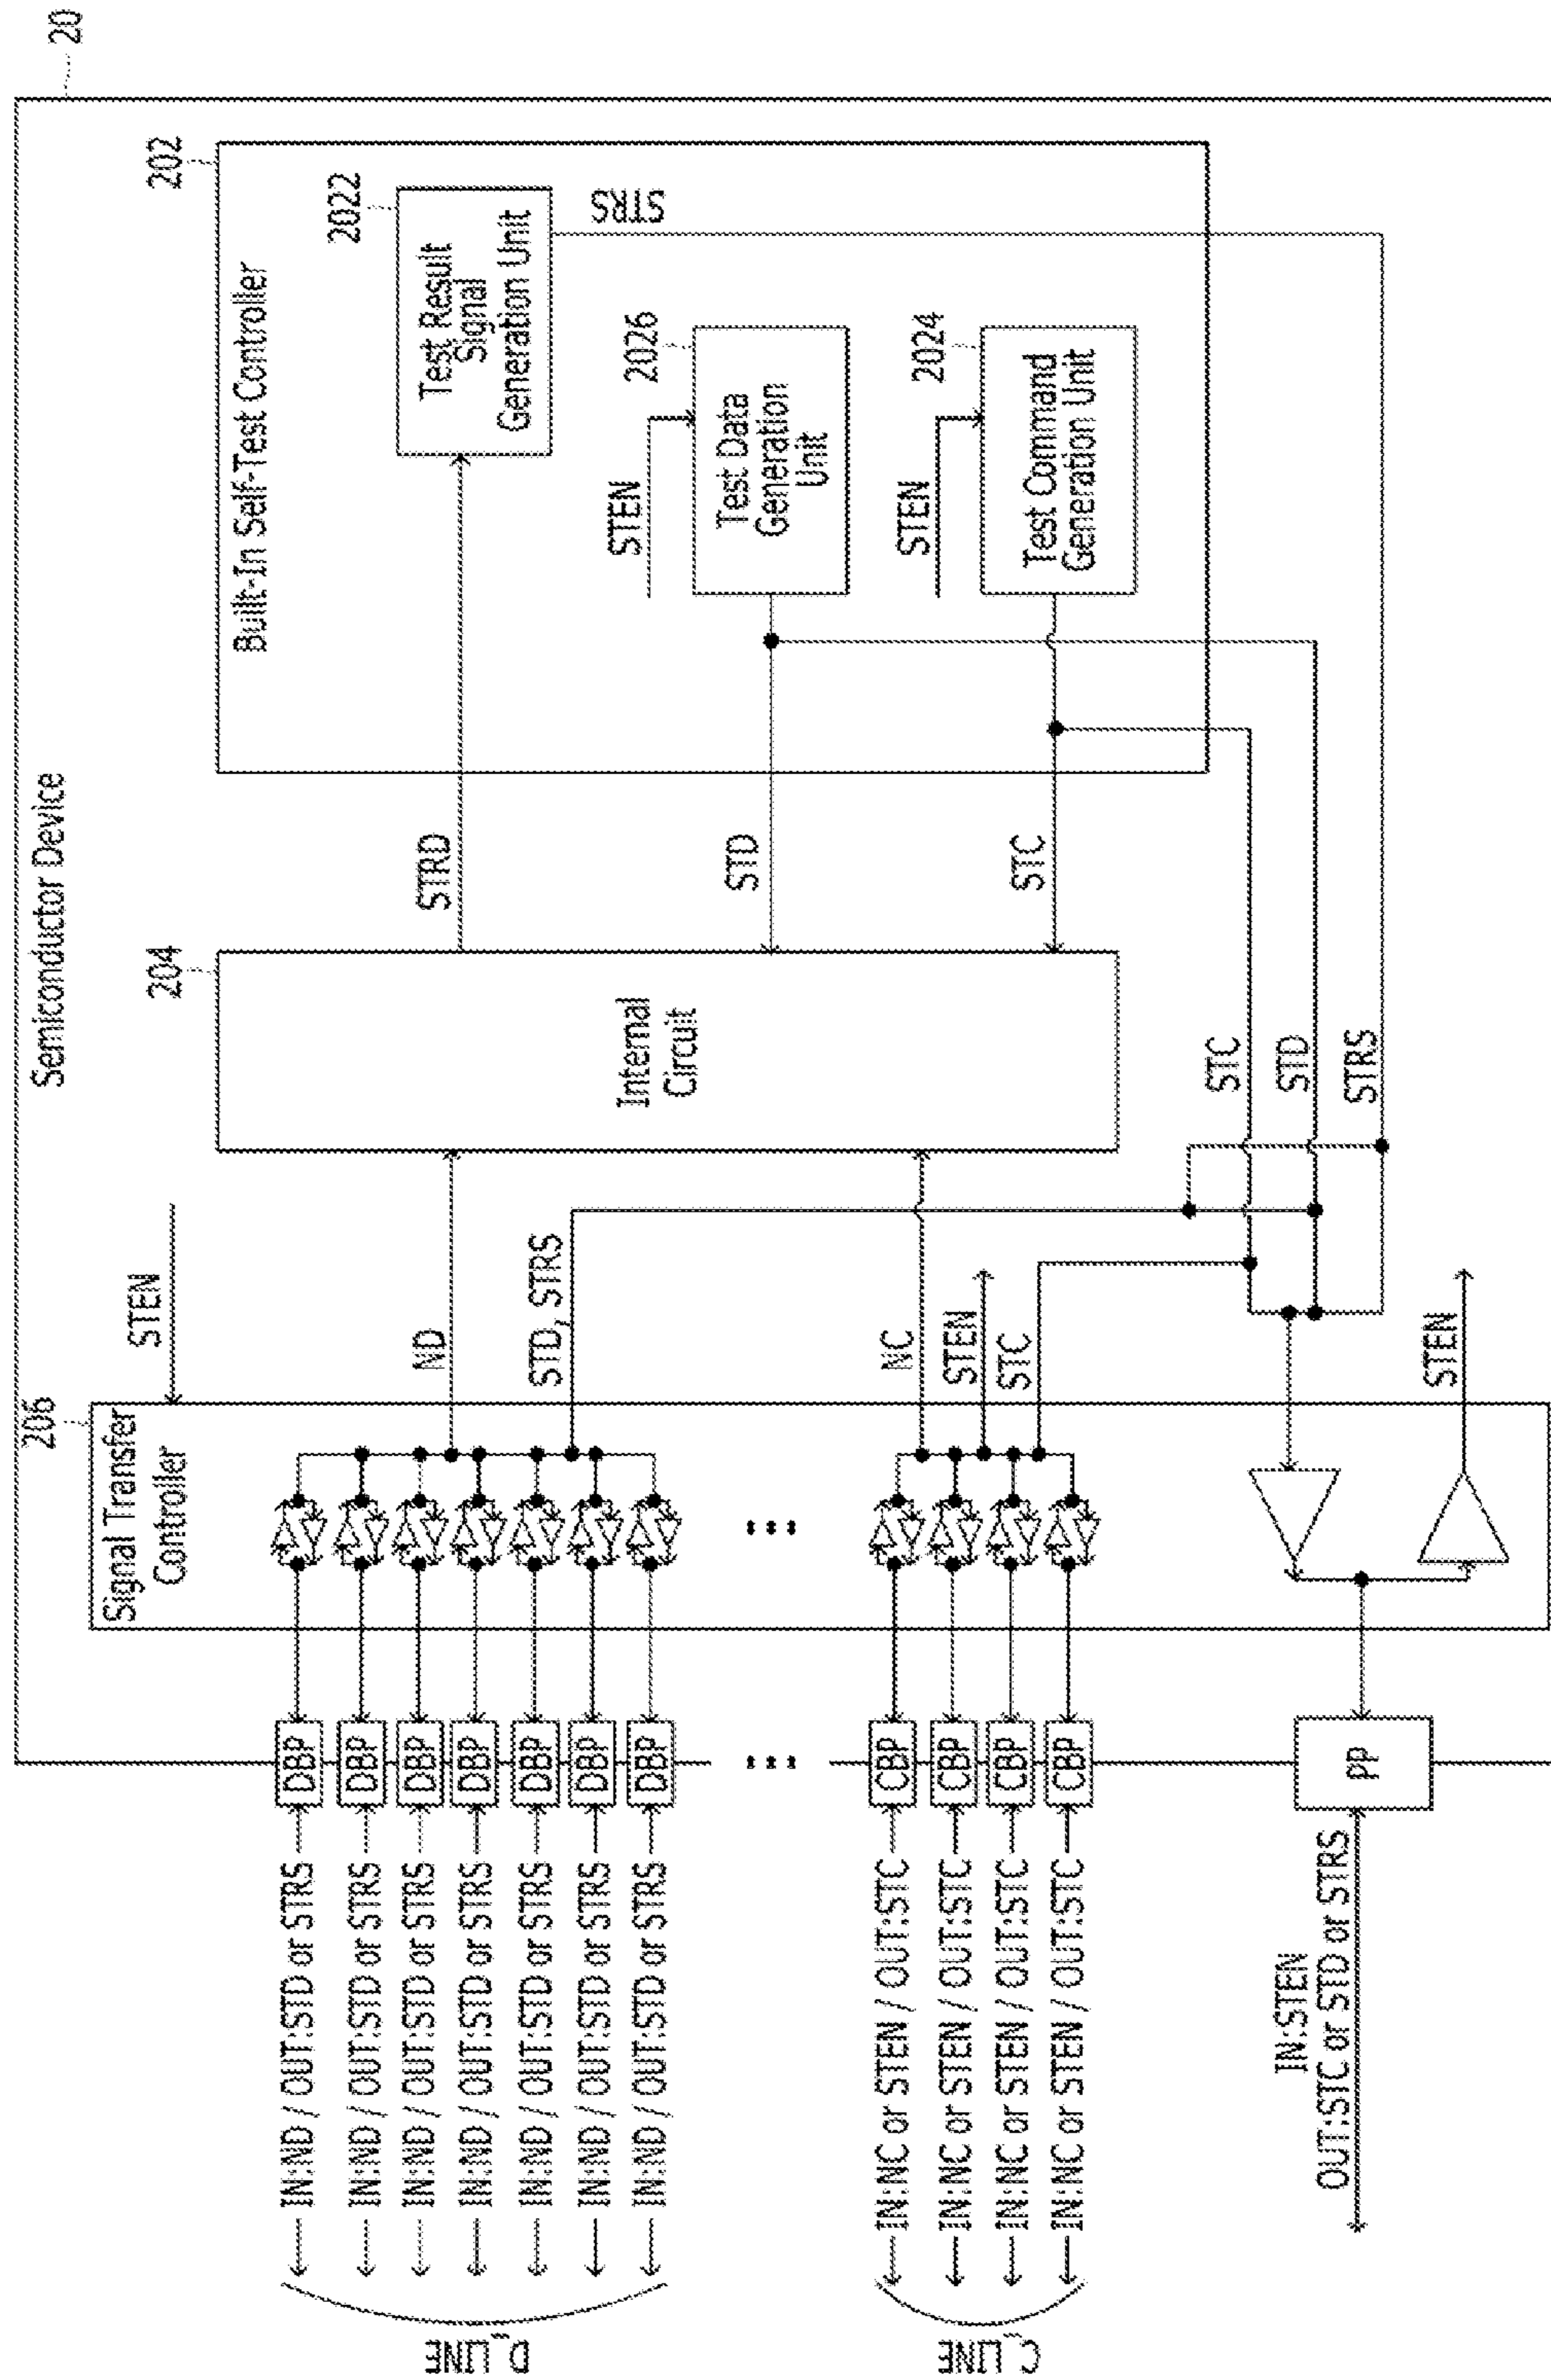 20
Semiconductor Device
202
Built-In Self-Test Controller
2022
Test Result
Signal
Generation Unit
STRS
2026
STEN
Test Data
Generation
Unit
2024
STEN
Test Command
Generation Unit
STRD
STD
STC
204
Internal
Circuit
STC
STD
STRS
206
Signal Transfer
Controller
STEN
ND
STD, STRS
NC
STEN
STC
STEN
DBP
DBP
DBP
DBP
DBP
DBP
DBP
CBP
CBP
CBP
CBP
PP
IN:ND / OUT:STD or STRS
IN:ND / OUT:STD or STRS
IN:ND / OUT:STD or STRS
IN:ND / OUT:STD or STRS
IN:ND / OUT:STD or STRS
IN:ND / OUT:STD or STRS
IN:ND / OUT:STD or STRS
IN:NC or STEN / OUT:STC
IN:NC or STEN / OUT:STC
IN:NC or STEN / OUT:STC
IN:NC or STEN / OUT:STC
IN:STEN
OUT:STC or STD or STRS
D_LINE
C_LINE